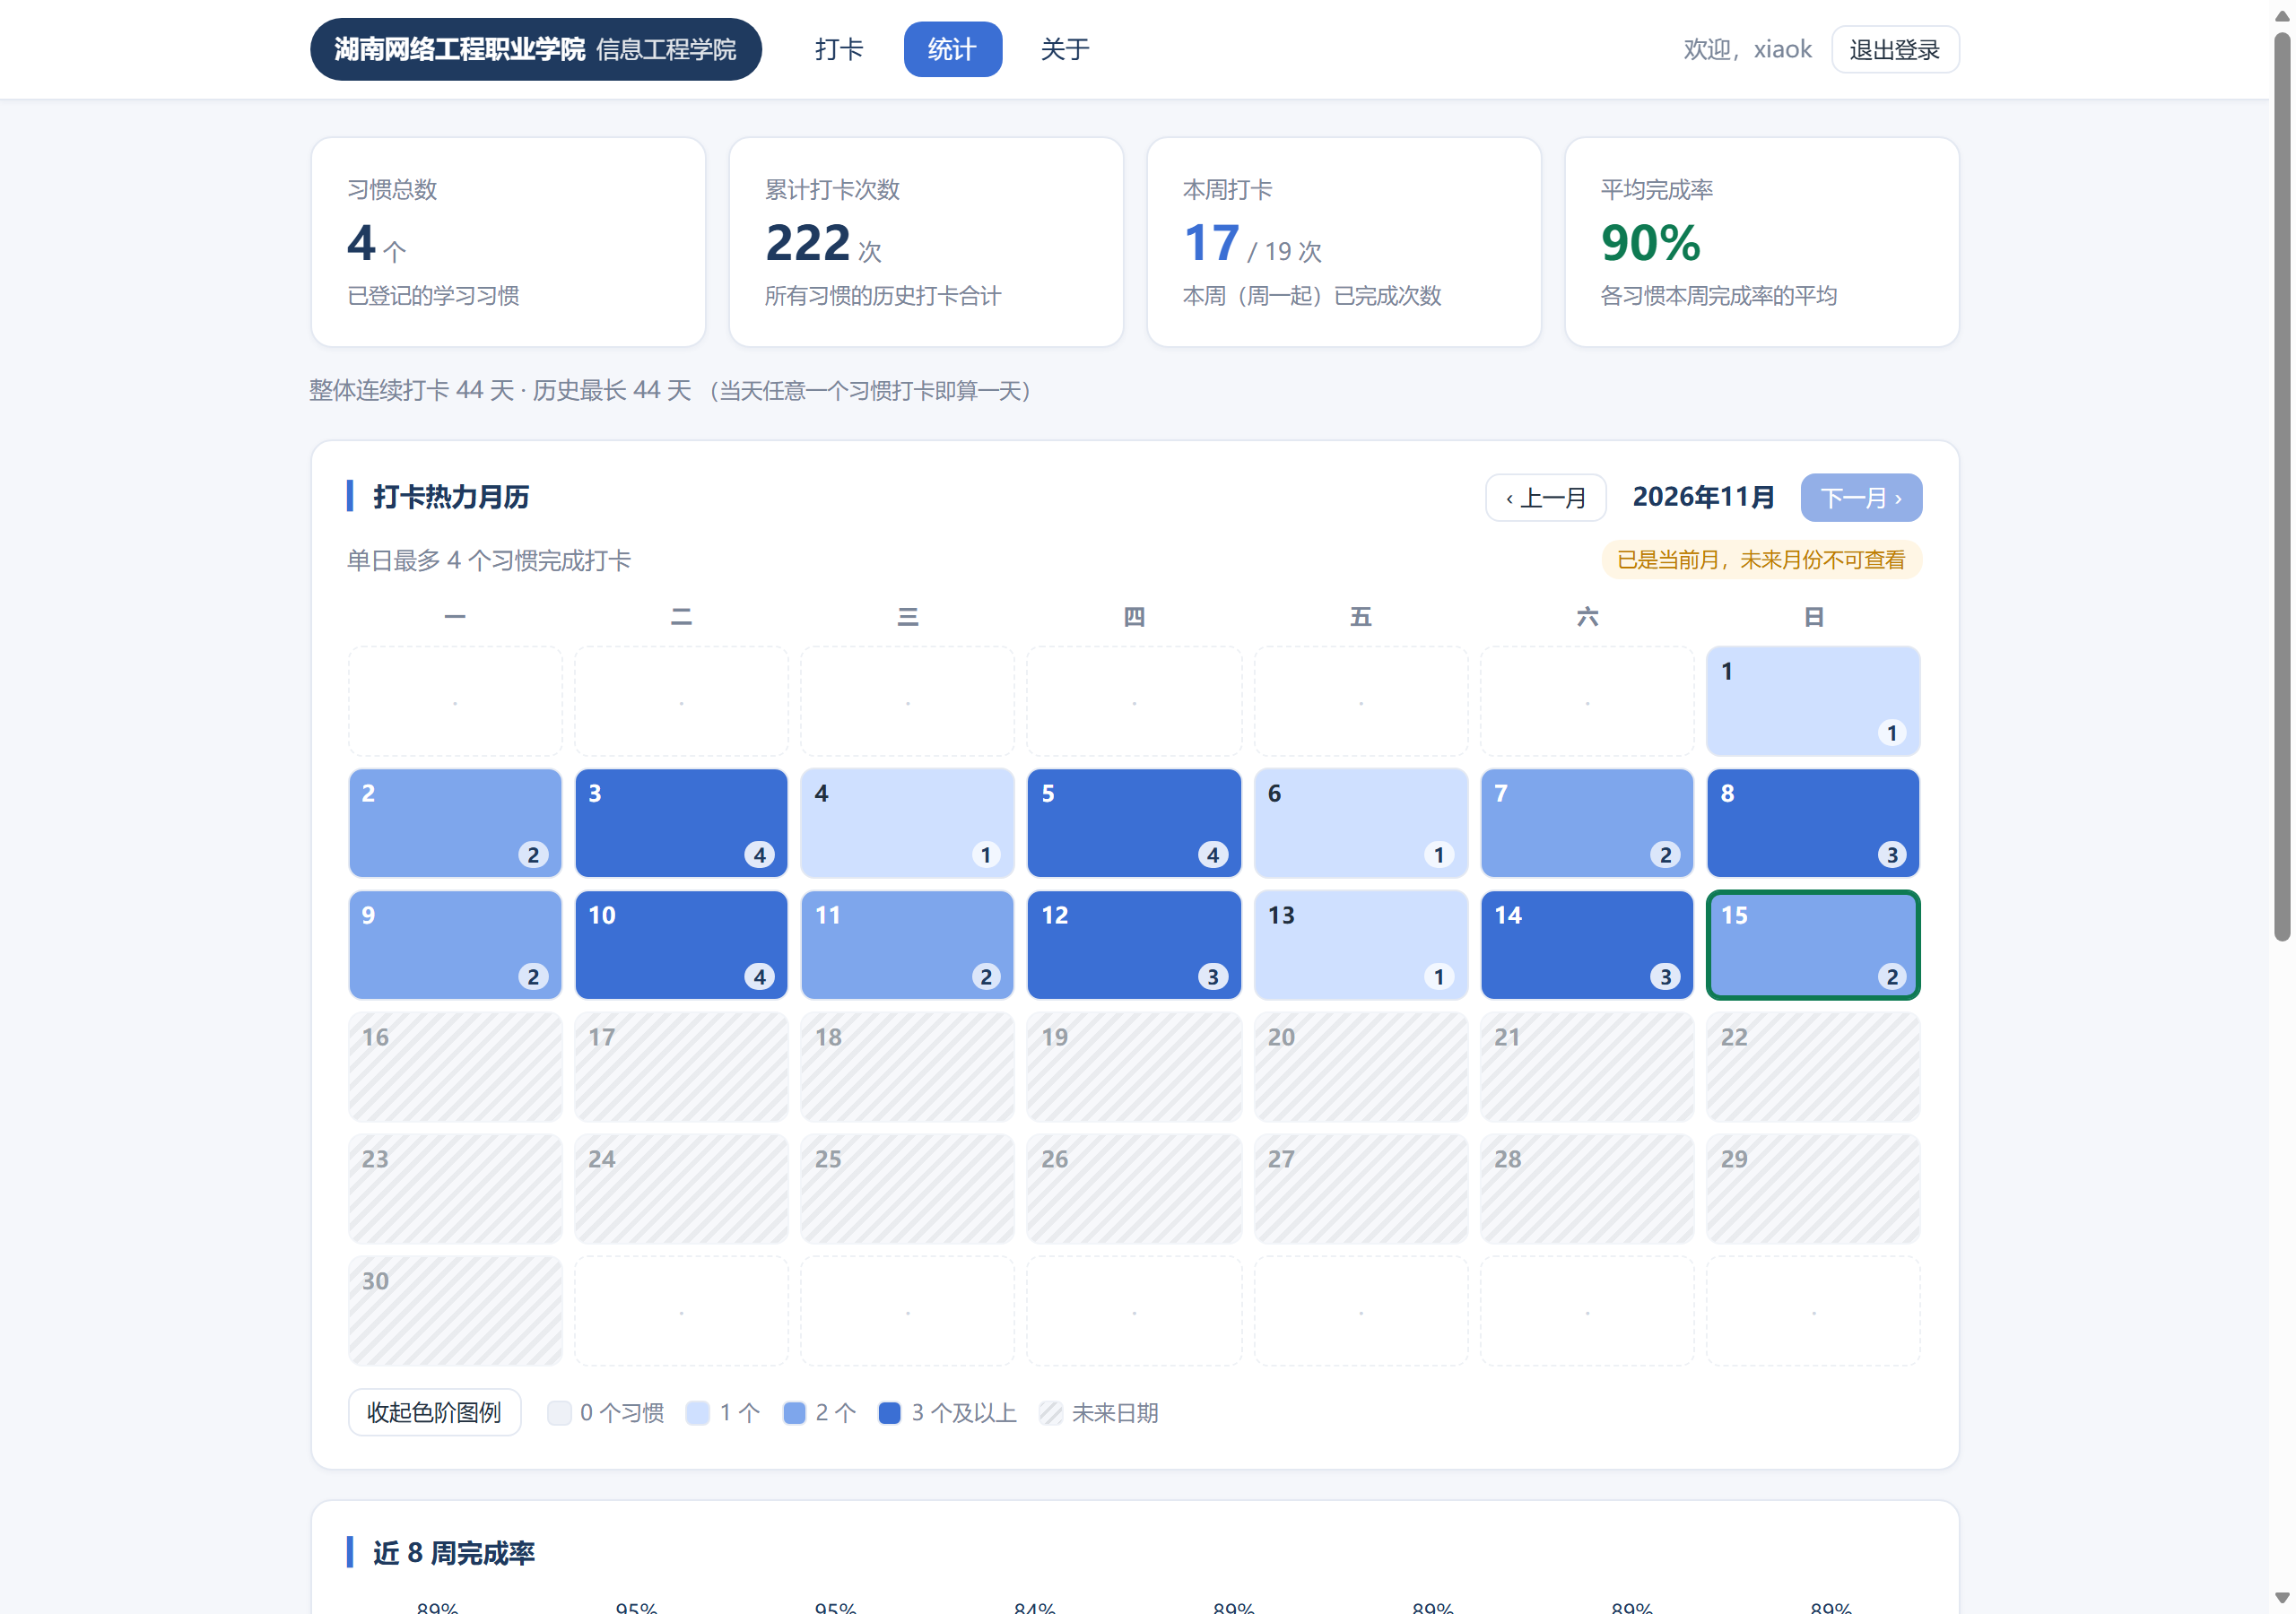 湖南网络工程职业学院 信息工程学院 打卡 统计 关于 欢迎，xiaok 退出登录
习惯总数 累计打卡次数 本周打卡 平均完成率
4 个 222 次 17 / 19 次 90%
已登记的学习习惯 所有习惯的历史打卡合计 本周（周一起）已完成次数 各习惯本周完成率的平均
整体连续打卡 44 天 · 历史最长 44 天 （当天任意一个习惯打卡即算一天）
打卡热力月历 ‹ 上一月 2026年11月 下一月 ›
单日最多 4 个习惯完成打卡 已是当前月，未来月份不可查看
一 二 三 四 五 六 日
· · · · · · 1
1
2 3 4 5 6 7 8
2 4 1 4 1 2 3
9 10 11 12 13 14 15
2 4 2 3 1 3 2
16 17 18 19 20 21 22
23 24 25 26 27 28 29
30 · · · · · ·
收起色阶图例 0 个习惯 1 个 2 个 3 个及以上 未来日期
近 8 周完成率
89% 95% 95% 84% 89% 89% 89% 89%